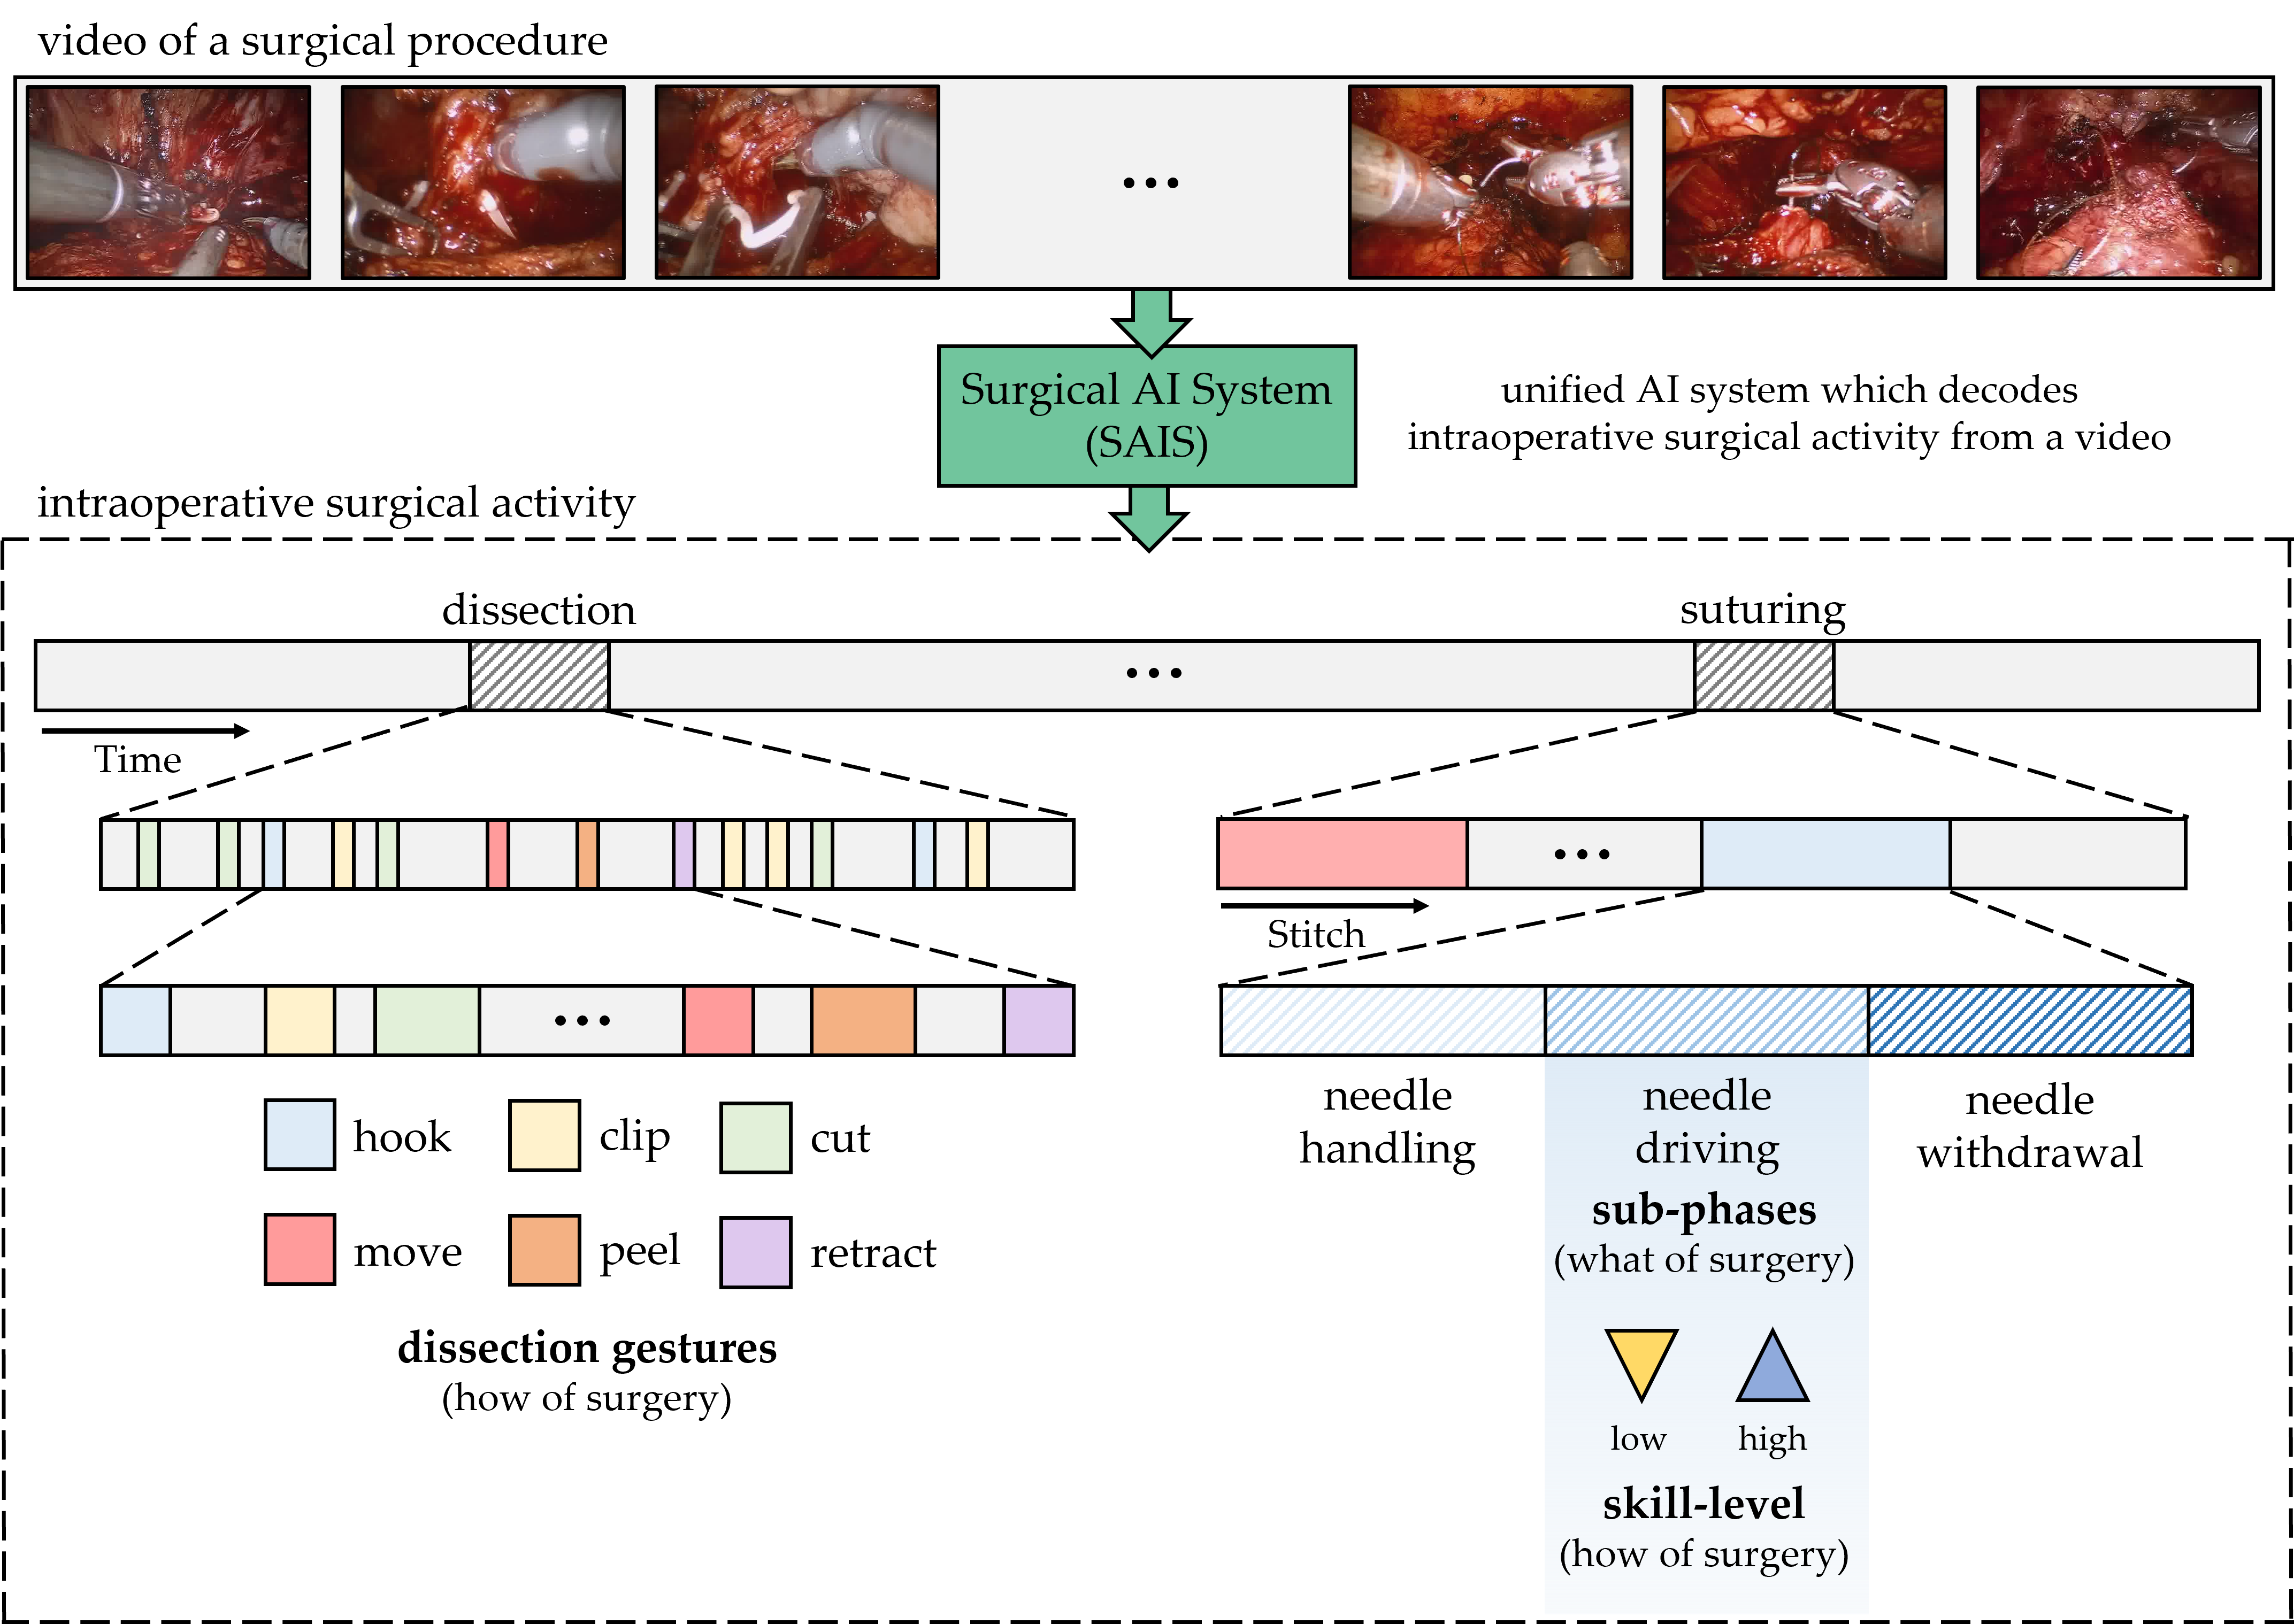 video of a surgical procedure
...
Surgical AI System
(SAIS)
unified AI system which decodes
intraoperative surgical activity from a video
intraoperative surgical activity
dissection
suturing
...
Time
...
Stitch
...
hook
clip
cut
move
peel
retract
dissection gestures
(how of surgery)
needle
handling
needle
driving
needle
withdrawal
sub-phases
(what of surgery)
low
high
skill-level
(how of surgery)